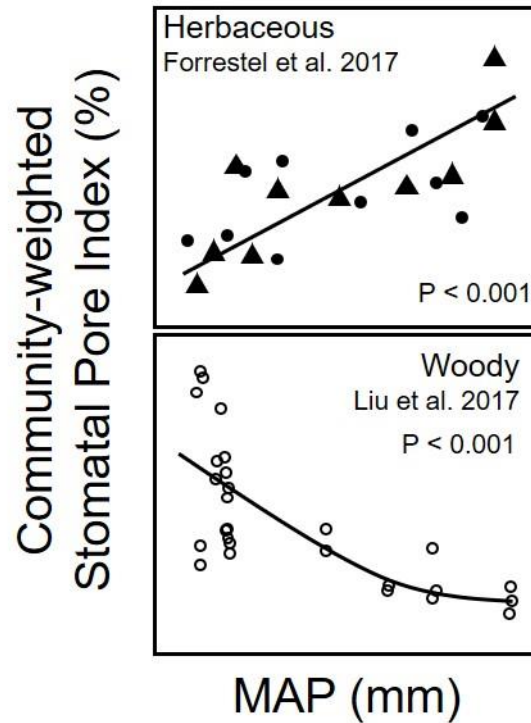 Community-weighted
Stomatal Pore Index (%)
Herbaceous
Forrestel et al. 2017
P < 0.001
Woody
Liu et al. 2017
P < 0.001
MAP (mm)